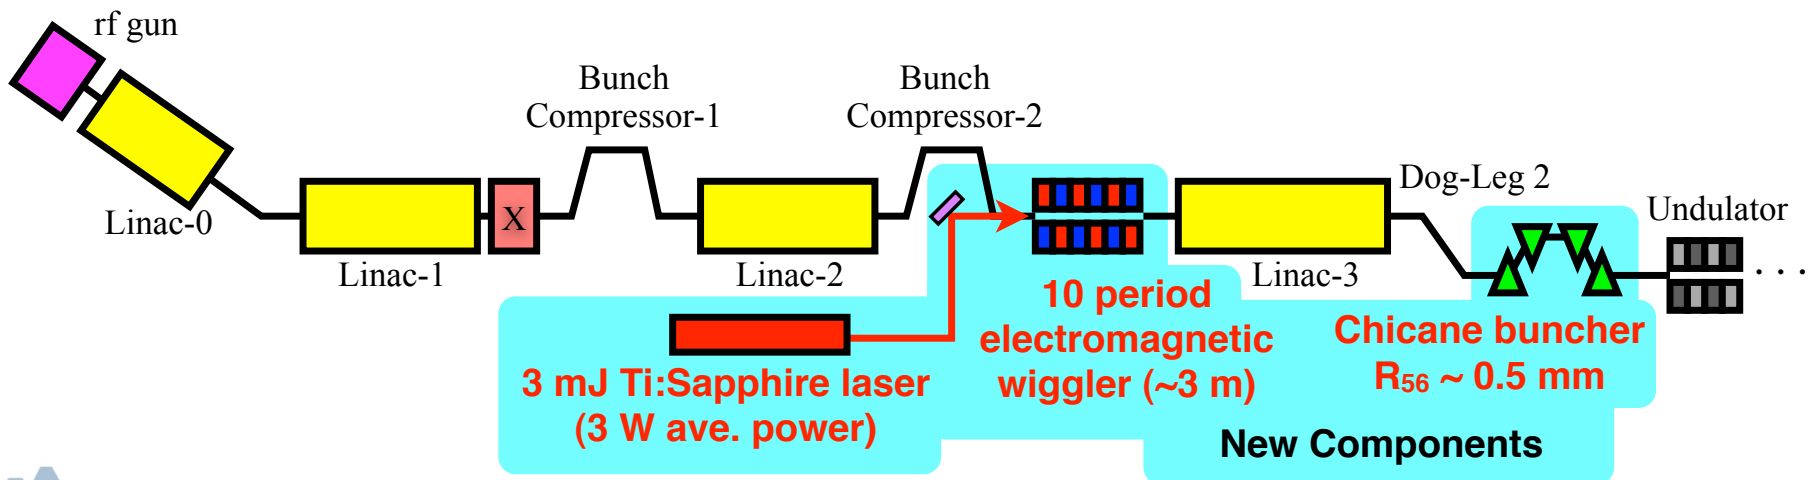 rf gun
Linac-0
Linac-1
X
Bunch
Compressor-1
Linac-2
Bunch
Compressor-2
Linac-3
Dog-Leg 2
Undulator
. . .
3 mJ Ti:Sapphire laser
(3 W ave. power)
10 period
electromagnetic
wiggler (~3 m)
Chicane buncher
R₅₆ ~ 0.5 mm
New Components